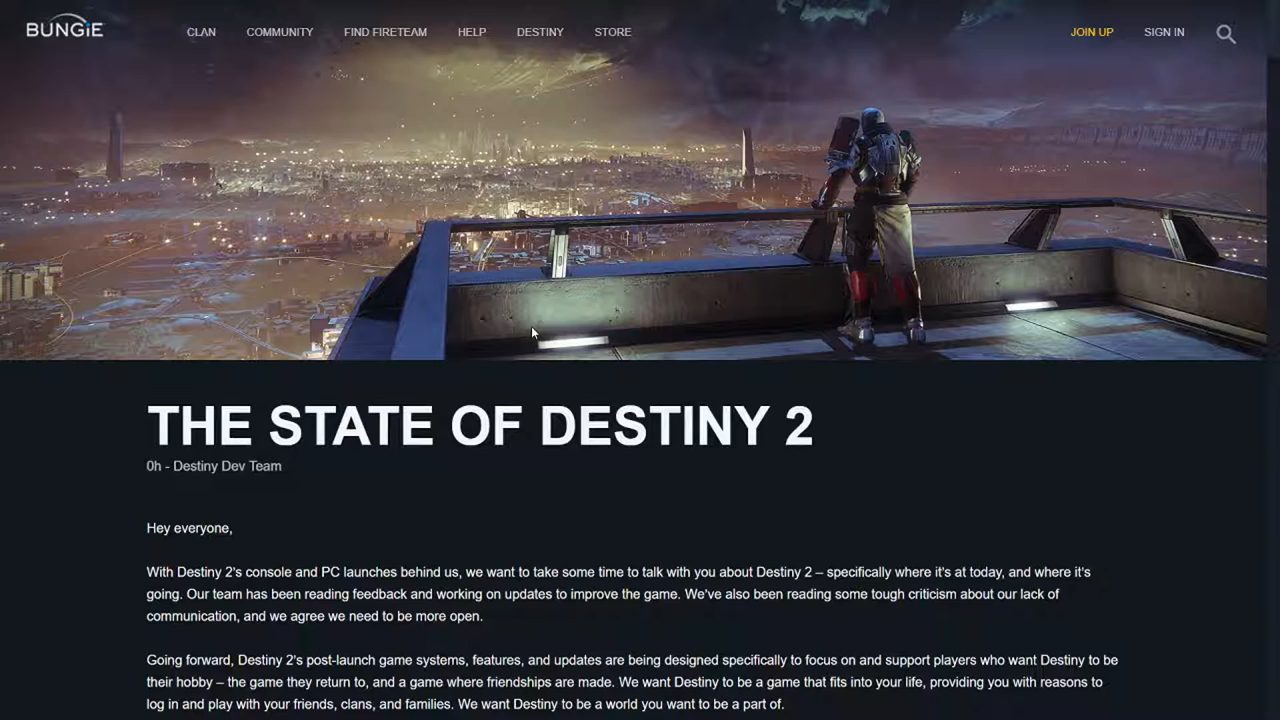 BUNGiE CLAN COMMUNITY FIND FIRETEAM HELP DESTINY STORE JOIN UP SIGN IN
THE STATE OF DESTINY 2
0h - Destiny Dev Team
Hey everyone,
With Destiny 2's console and PC launches behind us, we want to take some time to talk with you about Destiny 2 – specifically where it's at today, and where it's
going. Our team has been reading feedback and working on updates to improve the game. We've also been reading some tough criticism about our lack of
communication, and we agree we need to be more open.
Going forward, Destiny 2's post-launch game systems, features, and updates are being designed specifically to focus on and support players who want Destiny to be
their hobby – the game they return to, and a game where friendships are made. We want Destiny to be a game that fits into your life, providing you with reasons to
log in and play with your friends, clans, and families. We want Destiny to be a world you want to be a part of.